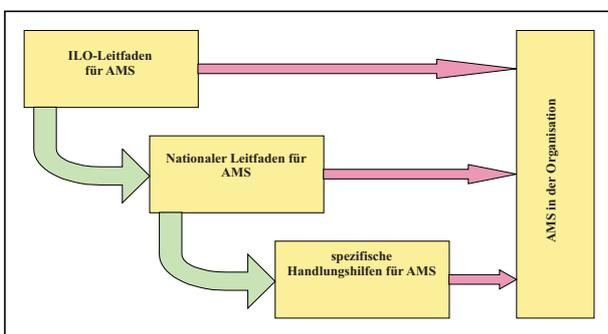 ILO-Leitfaden
für AMS
Nationaler Leitfaden für
AMS
spezifische
Handlungshilfen für AMS
AMS in der Organisation